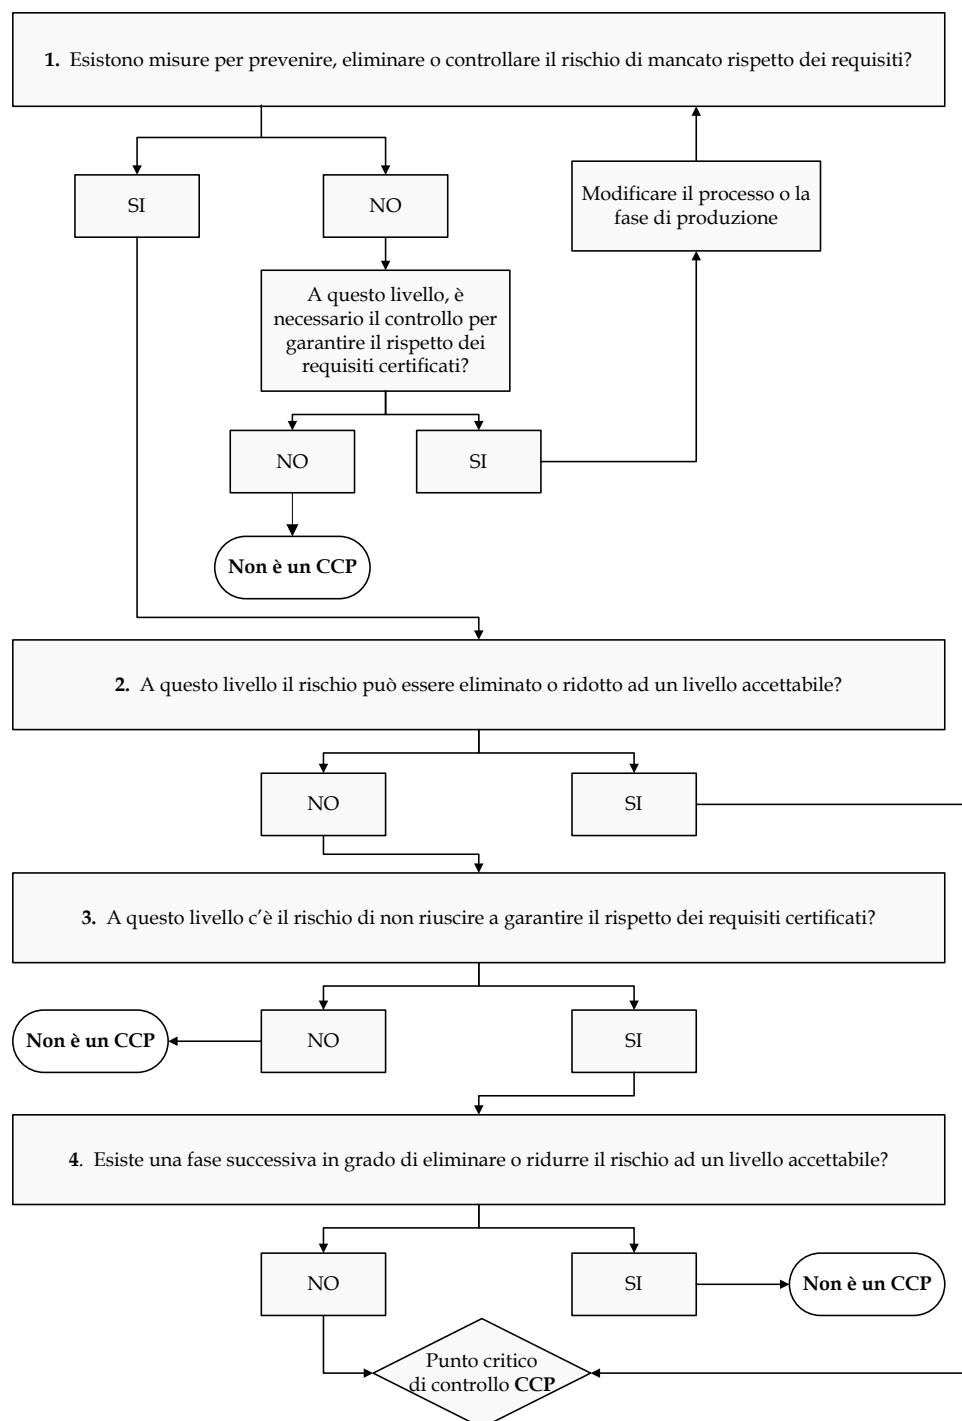 1. Esistono misure per prevenire, eliminare o controllare il rischio di mancato rispetto dei requisiti?
SI
NO
Modificare il processo o la
fase di produzione
A questo livello, è
necessario il controllo per
garantire il rispetto dei
requisiti certificati?
NO
SI
Non è un CCP
2. A questo livello il rischio può essere eliminato o ridotto ad un livello accettabile?
NO
SI
3. A questo livello c'è il rischio di non riuscire a garantire il rispetto dei requisiti certificati?
Non è un CCP
NO
SI
4. Esiste una fase successiva in grado di eliminare o ridurre il rischio ad un livello accettabile?
NO
SI
Non è un CCP
Punto critico
di controllo CCP